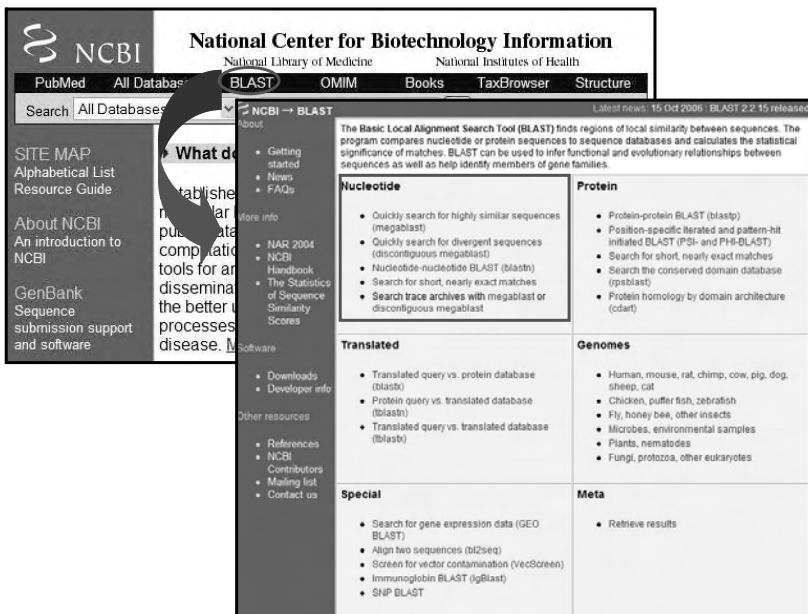 NCBI
National Center for Biotechnology Information
National Library of Medicine National Institutes of Health
PubMed All BLAST OMIM Books TaxBrowser Structure
Search All Databases
SITE MAP
Alphabetical List
Resource Guide
About NCBI
An introduction to
NCBI
GenBank
Sequence
submission support
and software
What
tools for
the better
processes
disease.
NCBI → BLAST
Latest news: 15 Oct 2006 : BLAST 2.2.15 released
About
Getting
started
News
FAQs
More info
NAR 2004
NCBI
Handbook
The Statistics
of Sequence
Similarity
Scores
Software
Downloads
Developer info
Other resources
References
NCBI
Contributors
Mailing list
Contact us
The Basic Local Alignment Search Tool (BLAST) finds regions of local similarity between sequences. The
program compares nucleotide or protein sequences to sequence databases and calculates the statistical
significance of matches. BLAST can be used to infer functional and evolutionary relationships between
sequences as well as help identify members of gene families.
Nucleotide
Quickly search for highly similar sequences
(megablast)
Quickly search for divergent sequences
(discontiguous megablast)
Nucleotide-nucleotide BLAST (blastn)
Search for short, nearly exact matches
Search trace archives with megablast or
discontiguous megablast
Protein
Protein-protein BLAST (blastp)
Position-specific iterated and pattern-hit
initiated BLAST (PSI- and PHI-BLAST)
Search for short, nearly exact matches
Search the conserved domain database
(rpsblast)
Protein homology by domain architecture
(cdart)
Translated
Translated query vs. protein database
(blastx)
Protein query vs. translated database
(tblastn)
Translated query vs. translated database
(tblastx)
Genomes
Human, mouse, rat, chimp, cow, pig, dog,
sheep, cat
Chicken, puffer fish, zebrafish
Fly, honey bee, other insects
Microbes, environmental samples
Plants, nematodes
Fungi, protozoa, other eukaryotes
Special
Search for gene expression data (GEO
BLAST)
Align two sequences (bl2seq)
Screen for vector contamination (VecScreen)
Immunoglobin BLAST (IgBlast)
SNP BLAST
Meta
Retrieve results